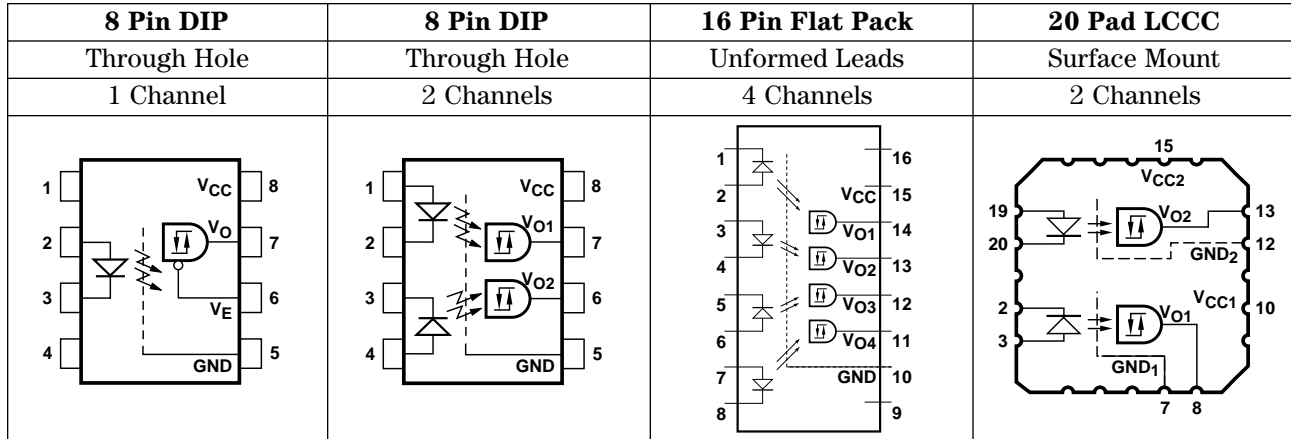 8 Pin DIP
8 Pin DIP
16 Pin Flat Pack
20 Pad LCCC
Through Hole
Through Hole
Unformed Leads
Surface Mount
1 Channel
2 Channels
4 Channels
2 Channels
1
VCC
8
2
VO
7
3
VE
6
4
GND
5
1
VCC
8
2
VO1
7
3
VO2
6
4
GND
5
1
16
2
VCC
15
3
VO1
14
4
VO2
13
5
VO3
12
6
VO4
11
7
GND
10
8
9
15
VCC2
19
VO2
13
20
GND2
12
2
VCC1
10
VO1
3
GND1
7
8